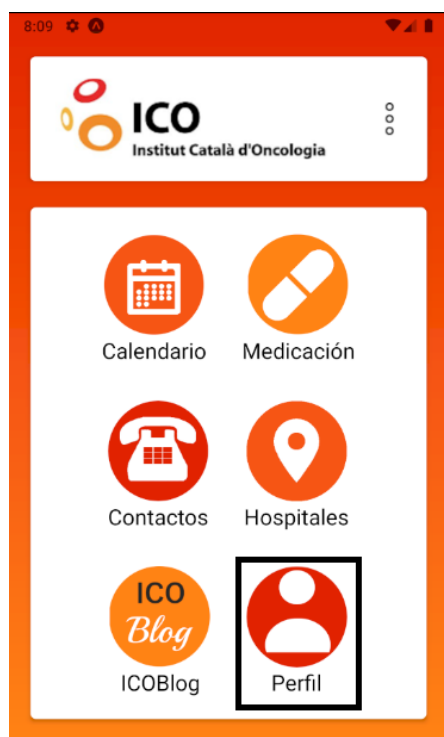 8:09
ICO
Institut Català d'Oncologia
Calendario
Medicación
Contactos
Hospitales
ICO
Blog
ICOBlog
Perfil